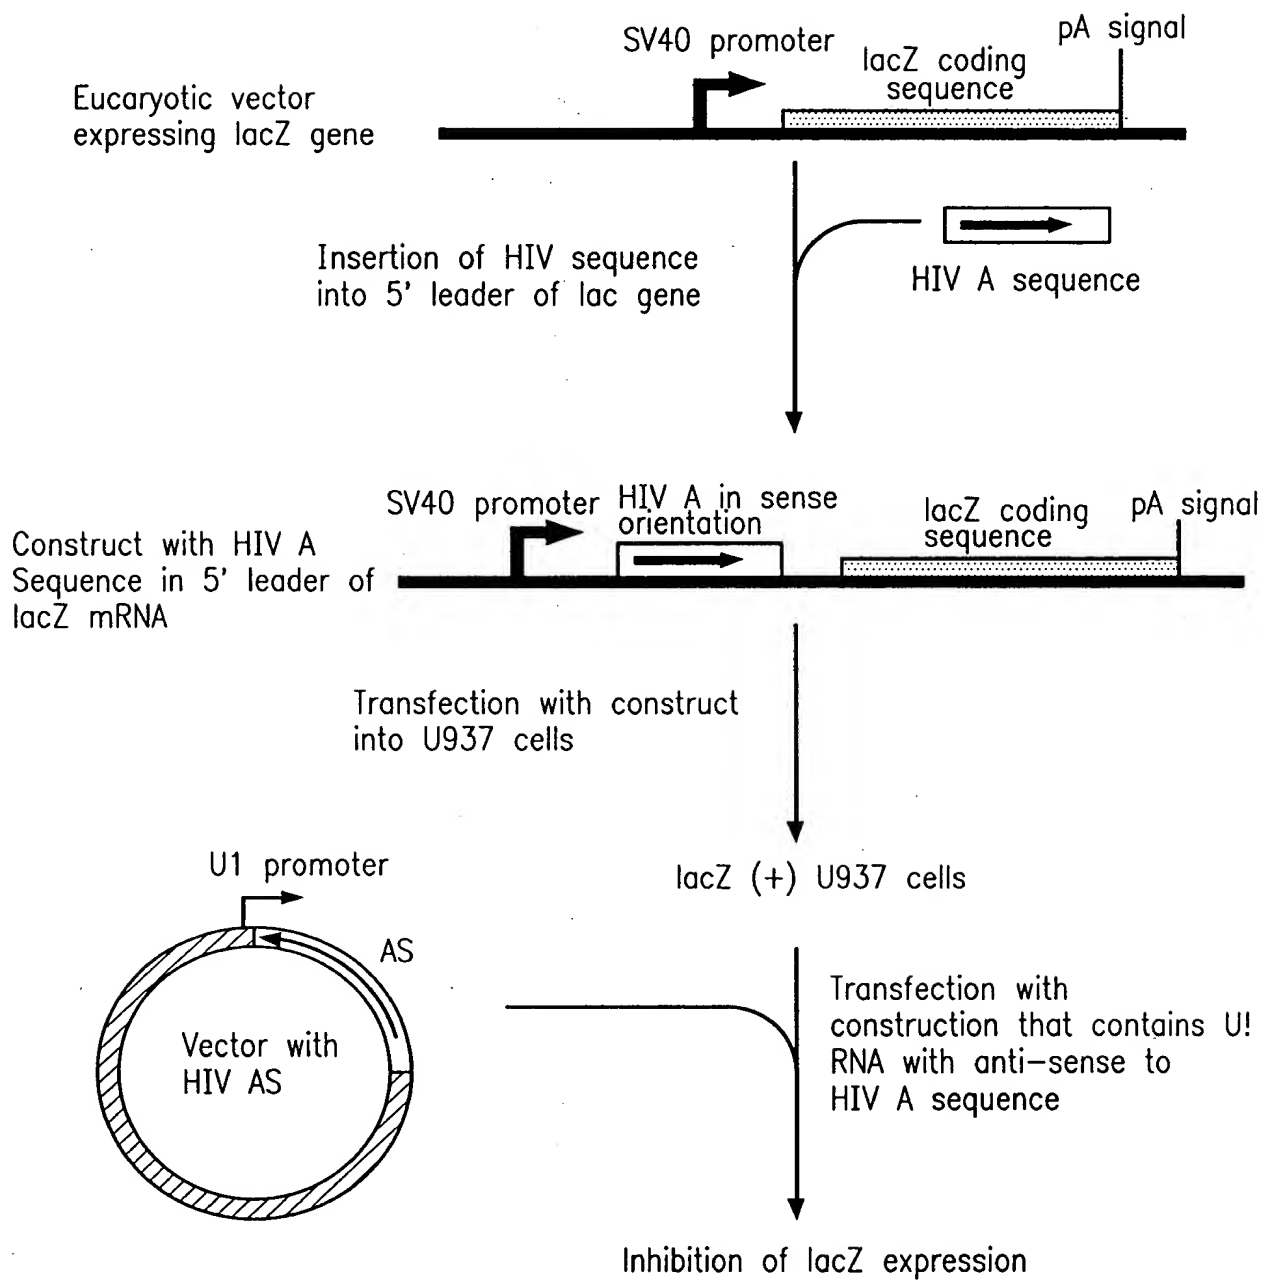 SV40 promoter
pA signal
lacZ coding
sequence
Eucaryotic vector
expressing lacZ gene
Insertion of HIV sequence
into 5' leader of lac gene
HIV A sequence
SV40 promoter
HIV A in sense
orientation
lacZ coding
sequence
pA signal
Construct with HIV A
Sequence in 5' leader of
lacZ mRNA
Transfection with construct
into U937 cells
U1 promoter
lacZ (+) U937 cells
AS
Vector with
HIV AS
Transfection with
construction that contains U!
RNA with anti-sense to
HIV A sequence
Inhibition of lacZ expression